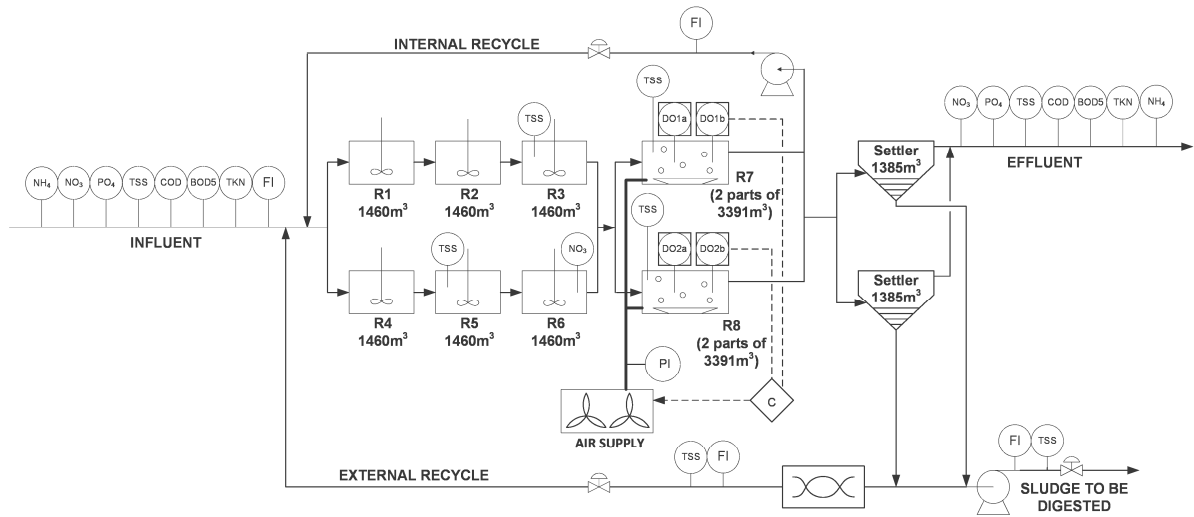 FI
INTERNAL RECYCLE
TSS
NO₃ PO₄ TSS COD BOD5 TKN NH₄
EFFLUENT
DO1a DO1b
TSS
Settler
1385m³
NH₄ NO₃ PO₄ TSS COD BOD5 TKN FI
INFLUENT
R1
1460m³
R2
1460m³
R3
1460m³
R7
(2 parts of
3391m³)
TSS
TSS
NO₃
DO2a DO2b
Settler
1385m³
R4
1460m³
R5
1460m³
R6
1460m³
R8
(2 parts of
3391m³)
PI
C
AIR SUPPLY
EXTERNAL RECYCLE
TSS FI
FI TSS
SLUDGE TO BE
DIGESTED